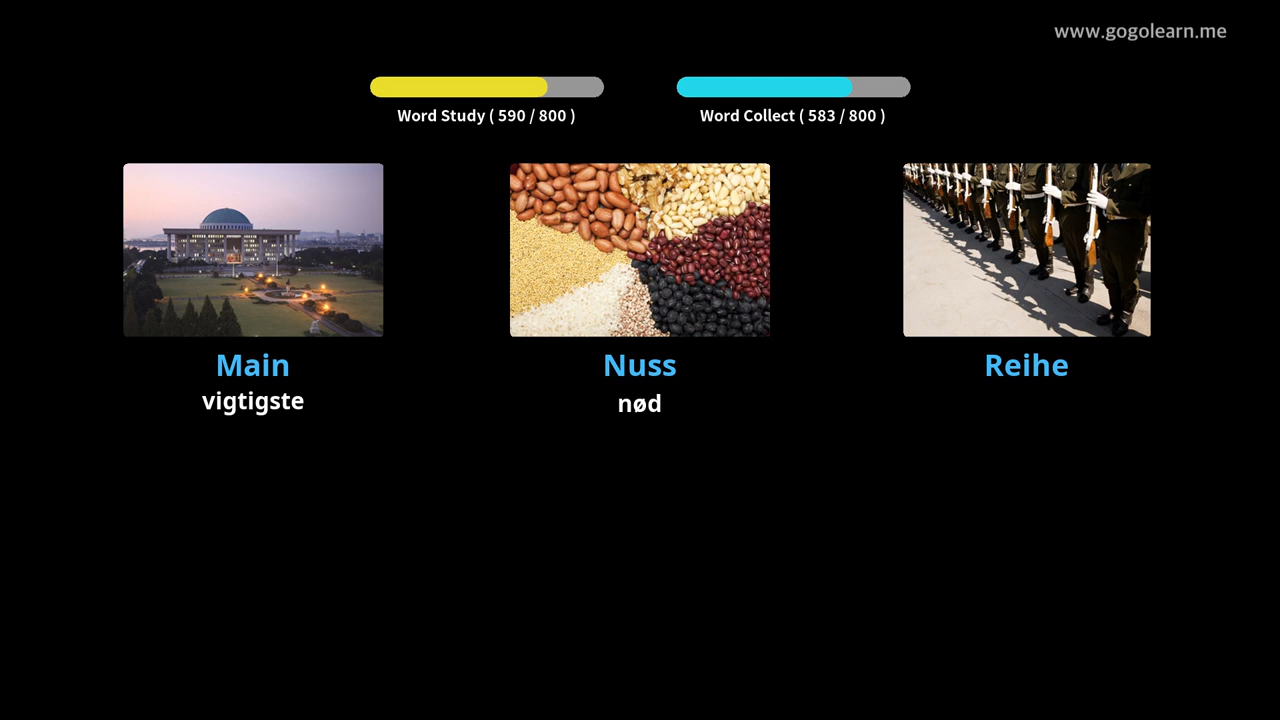 www.gogolearn.me
Word Study ( 590 / 800 )
Word Collect ( 583 / 800 )
Main
Nuss
Reihe
vigtigste
nød